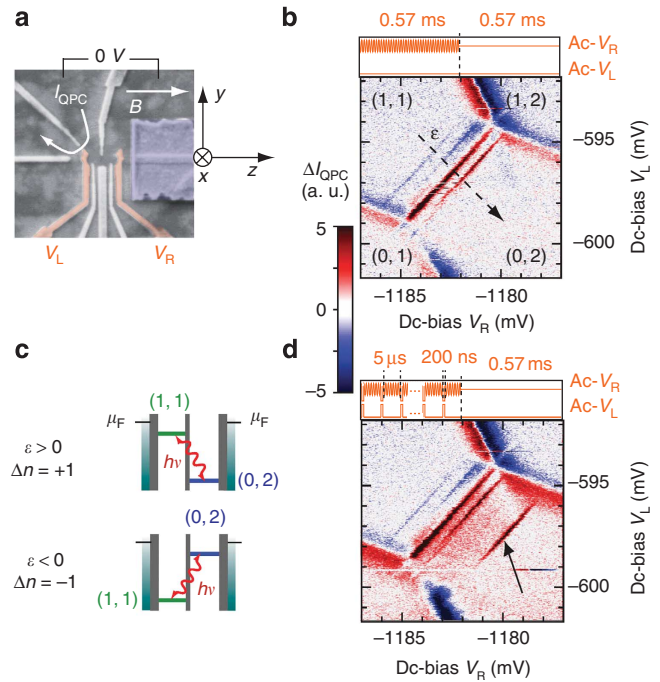 a
0 V
I_QPC
B
y
x
z
V_L
V_R
b
0.57 ms 0.57 ms
Ac-V_R
Ac-V_L
(1, 1)
(1, 2)
ε
(0, 1)
(0, 2)
ΔI_QPC
(a. u.)
5
0
−5
−595
−600
Dc-bias V_L (mV)
−1185 −1180
Dc-bias V_R (mV)
c
(1, 1)
μ_F
μ_F
ε > 0
Δn = +1
hν
(0, 2)
(0, 2)
ε < 0
Δn = −1
hν
(1, 1)
d
5 μs 200 ns 0.57 ms
Ac-V_R
...
Ac-V_L
−595
−600
Dc-bias V_L (mV)
−1185 −1180
Dc-bias V_R (mV)